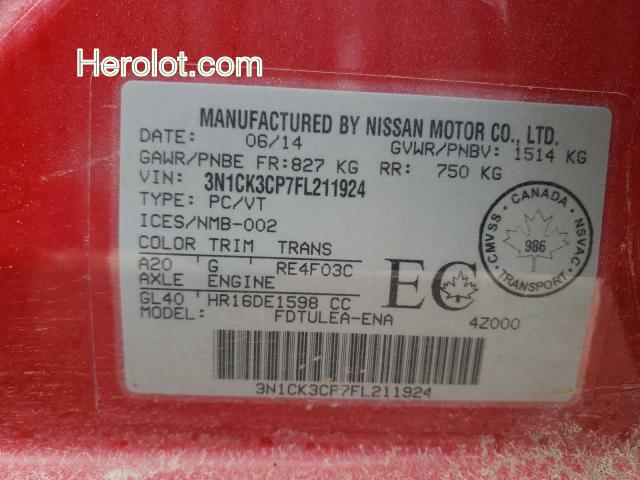 Herolot.com
MANUFACTURED BY NISSAN MOTOR CO., LTD.
DATE: 06/14 GVWR/PNBV: 1514 KG
GAWR/PNBE FR:827 KG RR: 750 KG
VIN: 3N1CK3CP7FL211924
TYPE: PC/VT
ICES/NMB-002
COLOR TRIM TRANS
A20 G RE4F03C
AXLE ENGINE
GL40 HR16DE1598 CC
MODEL: FDTULEA-ENA 4Z000
EC
CANADA
CMVSS
NSVAC
986
TRANSPORT
3N1CK3CP7FL211924